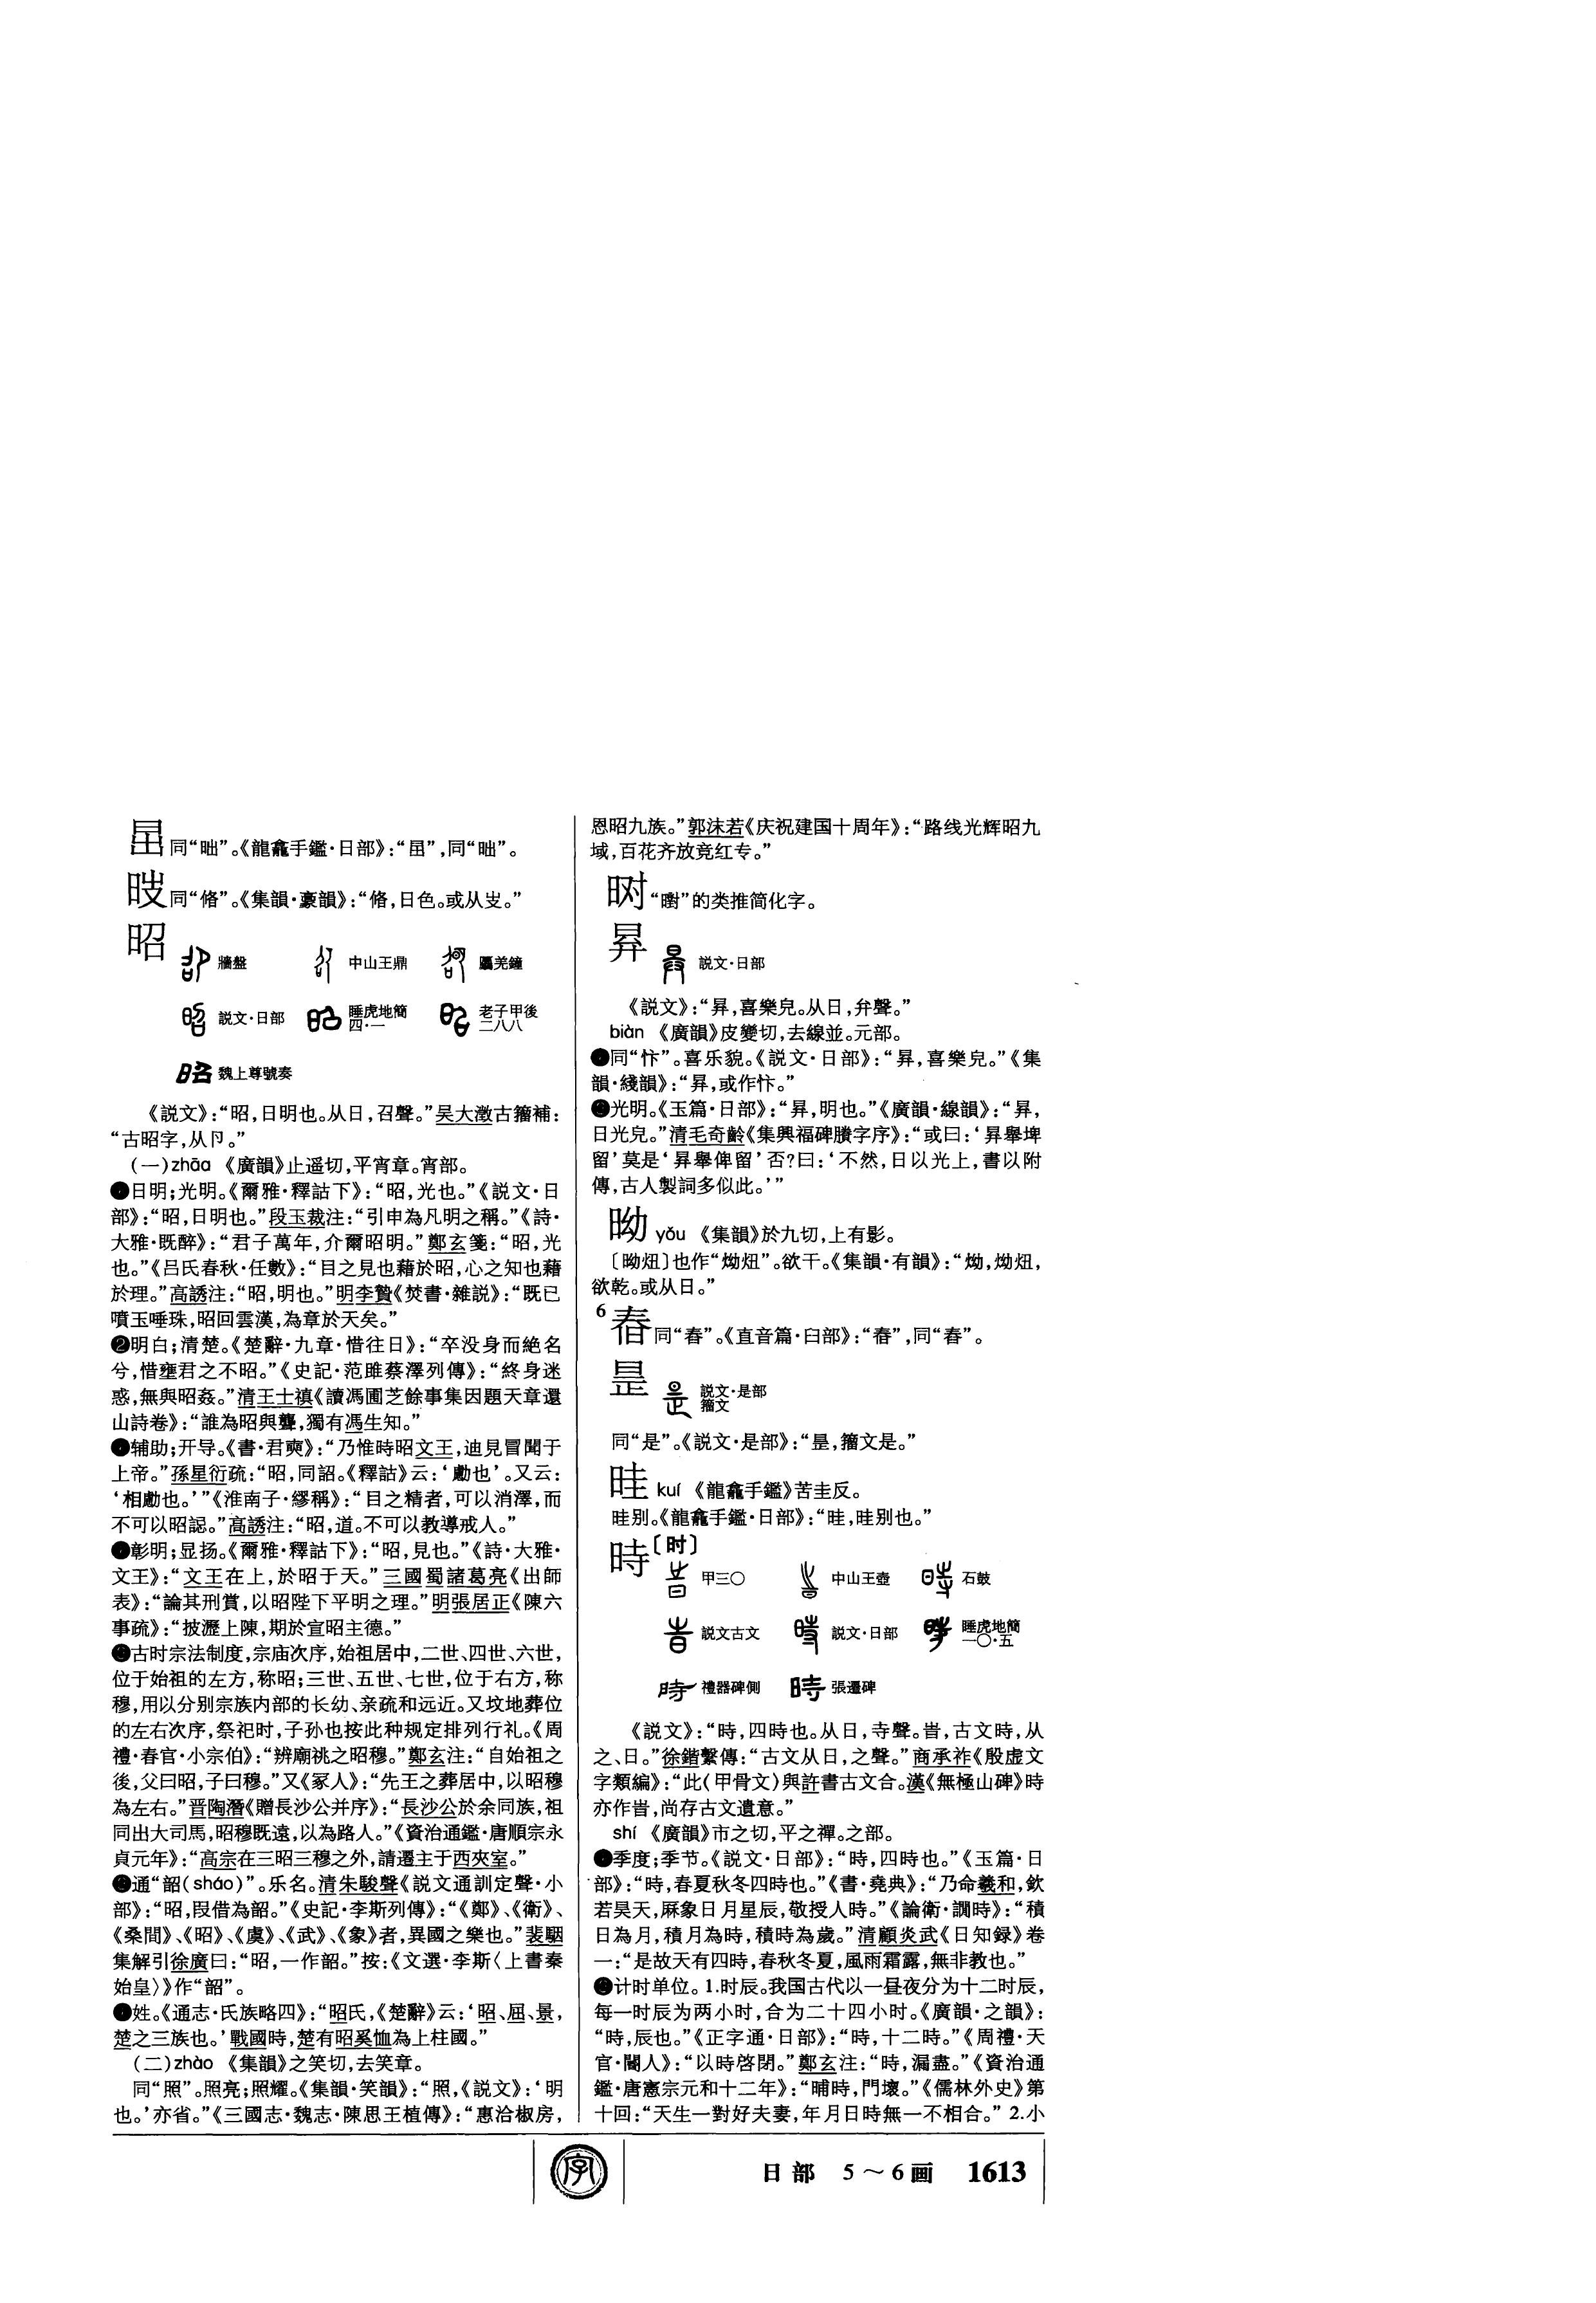 同“昢”。《龍龕手鑑·日部》:“𣅾”,同“昢”。
同“㫦”。《集韻·豪韻》:“㫦,日色。或从𠬢。”
昭
牆盤 中山王鼎 𠫑羌鐘
説文·日部 睡虎地簡四·一 老子甲後二八八
魏上尊號奏
《説文》:“昭,日明也。从日,召聲。”吴大澂古籀補:
“古昭字,从卩。”
(一)zhāo 《廣韻》止遥切,平宵章。宵部。
日明;光明。《爾雅·釋詁下》:“昭,光也。”《説文·日
部》:“昭,日明也。”段玉裁注:“引申為凡明之稱。”《詩·
大雅·既醉》:“君子萬年,介爾昭明。”鄭玄箋:“昭,光
也。”《吕氏春秋·任數》:“目之見也藉於昭,心之知也藉
於理。”高誘注:“昭,明也。”明李贄《焚書·雜説》:“既已
噴玉唾珠,昭回雲漢,為章於天矣。”
❷明白;清楚。《楚辭·九章·惜往日》:“卒没身而絶名
兮,惜壅君之不昭。”《史記·范雎蔡澤列傳》:“終身迷
惑,無與昭姦。”清王士禛《讀馮圃芝餘事集因題天章還
山詩卷》:“誰為昭與聾,獨有馮生知。”
辅助;开导。《書·君奭》:“乃惟時昭文王,迪見冒聞于
上帝。”孫星衍疏:“昭,同詔。《釋詁》云:‘勴也’。又云:
‘相勴也。’”《淮南子·繆稱》:“目之精者,可以消澤,而
不可以昭誋。”高誘注:“昭,道。不可以教導戒人。”
彰明;显扬。《爾雅·釋詁下》:“昭,見也。”《詩·大雅·
文王》:“文王在上,於昭于天。”三國蜀諸葛亮《出師
表》:“論其刑賞,以昭陛下平明之理。”明張居正《陳六
事疏》:“披瀝上陳,期於宣昭主德。”
古时宗法制度,宗庙次序,始祖居中,二世、四世、六世,
位于始祖的左方,称昭;三世、五世、七世,位于右方,称
穆,用以分别宗族内部的长幼、亲疏和远近。又坟地葬位
的左右次序,祭祀时,子孙也按此种规定排列行礼。《周
禮·春官·小宗伯》:“辨廟祧之昭穆。”鄭玄注:“自始祖之
後,父曰昭,子曰穆。”又《冢人》:“先王之葬居中,以昭穆
為左右。”晋陶潛《贈長沙公并序》:“長沙公於余同族,祖
同出大司馬,昭穆既遠,以為路人。”《資治通鑑·唐順宗永
貞元年》:“高宗在三昭三穆之外,請遷主于西夾室。”
通“韶(sháo)”。乐名。清朱駿聲《説文通訓定聲·小
部》:“昭,叚借為韶。”《史記·李斯列傳》:“《鄭》、《衛》、
《桑間》、《昭》、《虞》、《武》、《象》者,異國之樂也。”裴駰
集解引徐廣曰:“昭,一作韶。”按:《文選·李斯〈上書秦
始皇〉》作“韶”。
姓。《通志·氏族略四》:“昭氏,《楚辭》云:‘昭、屈、景,
楚之三族也。’戰國時,楚有昭奚恤為上柱國。”
(二)zhào 《集韻》之笑切,去笑章。
同“照”。照亮;照耀。《集韻·笑韻》:“照,《説文》:‘明
也。’亦省。”《三國志·魏志·陳思王植傳》:“惠洽椒房,
恩昭九族。”郭沫若《庆祝建国十周年》:“路线光辉昭九
域,百花齐放竞红专。”
“㬀”的类推简化字。
昪
説文·日部
《説文》:“昪,喜樂皃。从日,弁聲。”
biàn 《廣韻》皮變切,去線並。元部。
同“忭”。喜乐貌。《説文·日部》:“昪,喜樂皃。”《集
韻·綫韻》:“昪,或作忭。”
光明。《玉篇·日部》:“昪,明也。”《廣韻·線韻》:“昪,
日光皃。”清毛奇齡《集興福碑賸字序》:“或曰:‘昪舉埤
留’莫是‘昇舉俾留’否?曰:‘不然,日以光上,書以附
傳,古人製詞多似此。’”
㫛 yǒu 《集韻》於九切,上有影。
〔㫛炄〕也作“㶭炄”。欲干。《集韻·有韻》:“㶭,㶭炄,
欲乾。或从日。”
6
同“舂”。《直音篇·臼部》:“㫪”,同“舂”。
昰
説文·是部
籀文
同“是”。《説文·是部》:“昰,籀文是。”
晆 kuí 《龍龕手鑑》苦圭反。
晆别。《龍龕手鑑·日部》:“晆,晆别也。”
時〔时〕
甲三〇 中山王壺 石鼓
説文古文 説文·日部 睡虎地簡一〇·五
禮器碑側 張遷碑
《説文》:“時,四時也。从日,寺聲。旹,古文時,从
之、日。”徐鍇繫傳:“古文从日,之聲。”商承祚《殷虚文
字類編》:“此(甲骨文)與許書古文合。漢《無極山碑》時
亦作旹,尚存古文遺意。”
shí 《廣韻》市之切,平之禪。之部。
季度;季节。《説文·日部》:“時,四時也。”《玉篇·日
部》:“時,春夏秋冬四時也。”《書·堯典》:“乃命羲和,欽
若昊天,厤象日月星辰,敬授人時。”《論衡·調時》:“積
日為月,積月為時,積時為歲。”清顧炎武《日知録》卷
一:“是故天有四時,春秋冬夏,風雨霜露,無非教也。”
计时单位。1.时辰。我国古代以一昼夜分为十二时辰,
每一时辰为两小时,合为二十四小时。《廣韻·之韻》:
“時,辰也。”《正字通·日部》:“時,十二時。”《周禮·天
官·閽人》:“以時啓閉。”鄭玄注:“時,漏盡。”《資治通
鑑·唐憲宗元和十二年》:“晡時,門壞。”《儒林外史》第
十回:“天生一對好夫妻,年月日時無一不相合。”2.小
字
日部 5～6画 1613